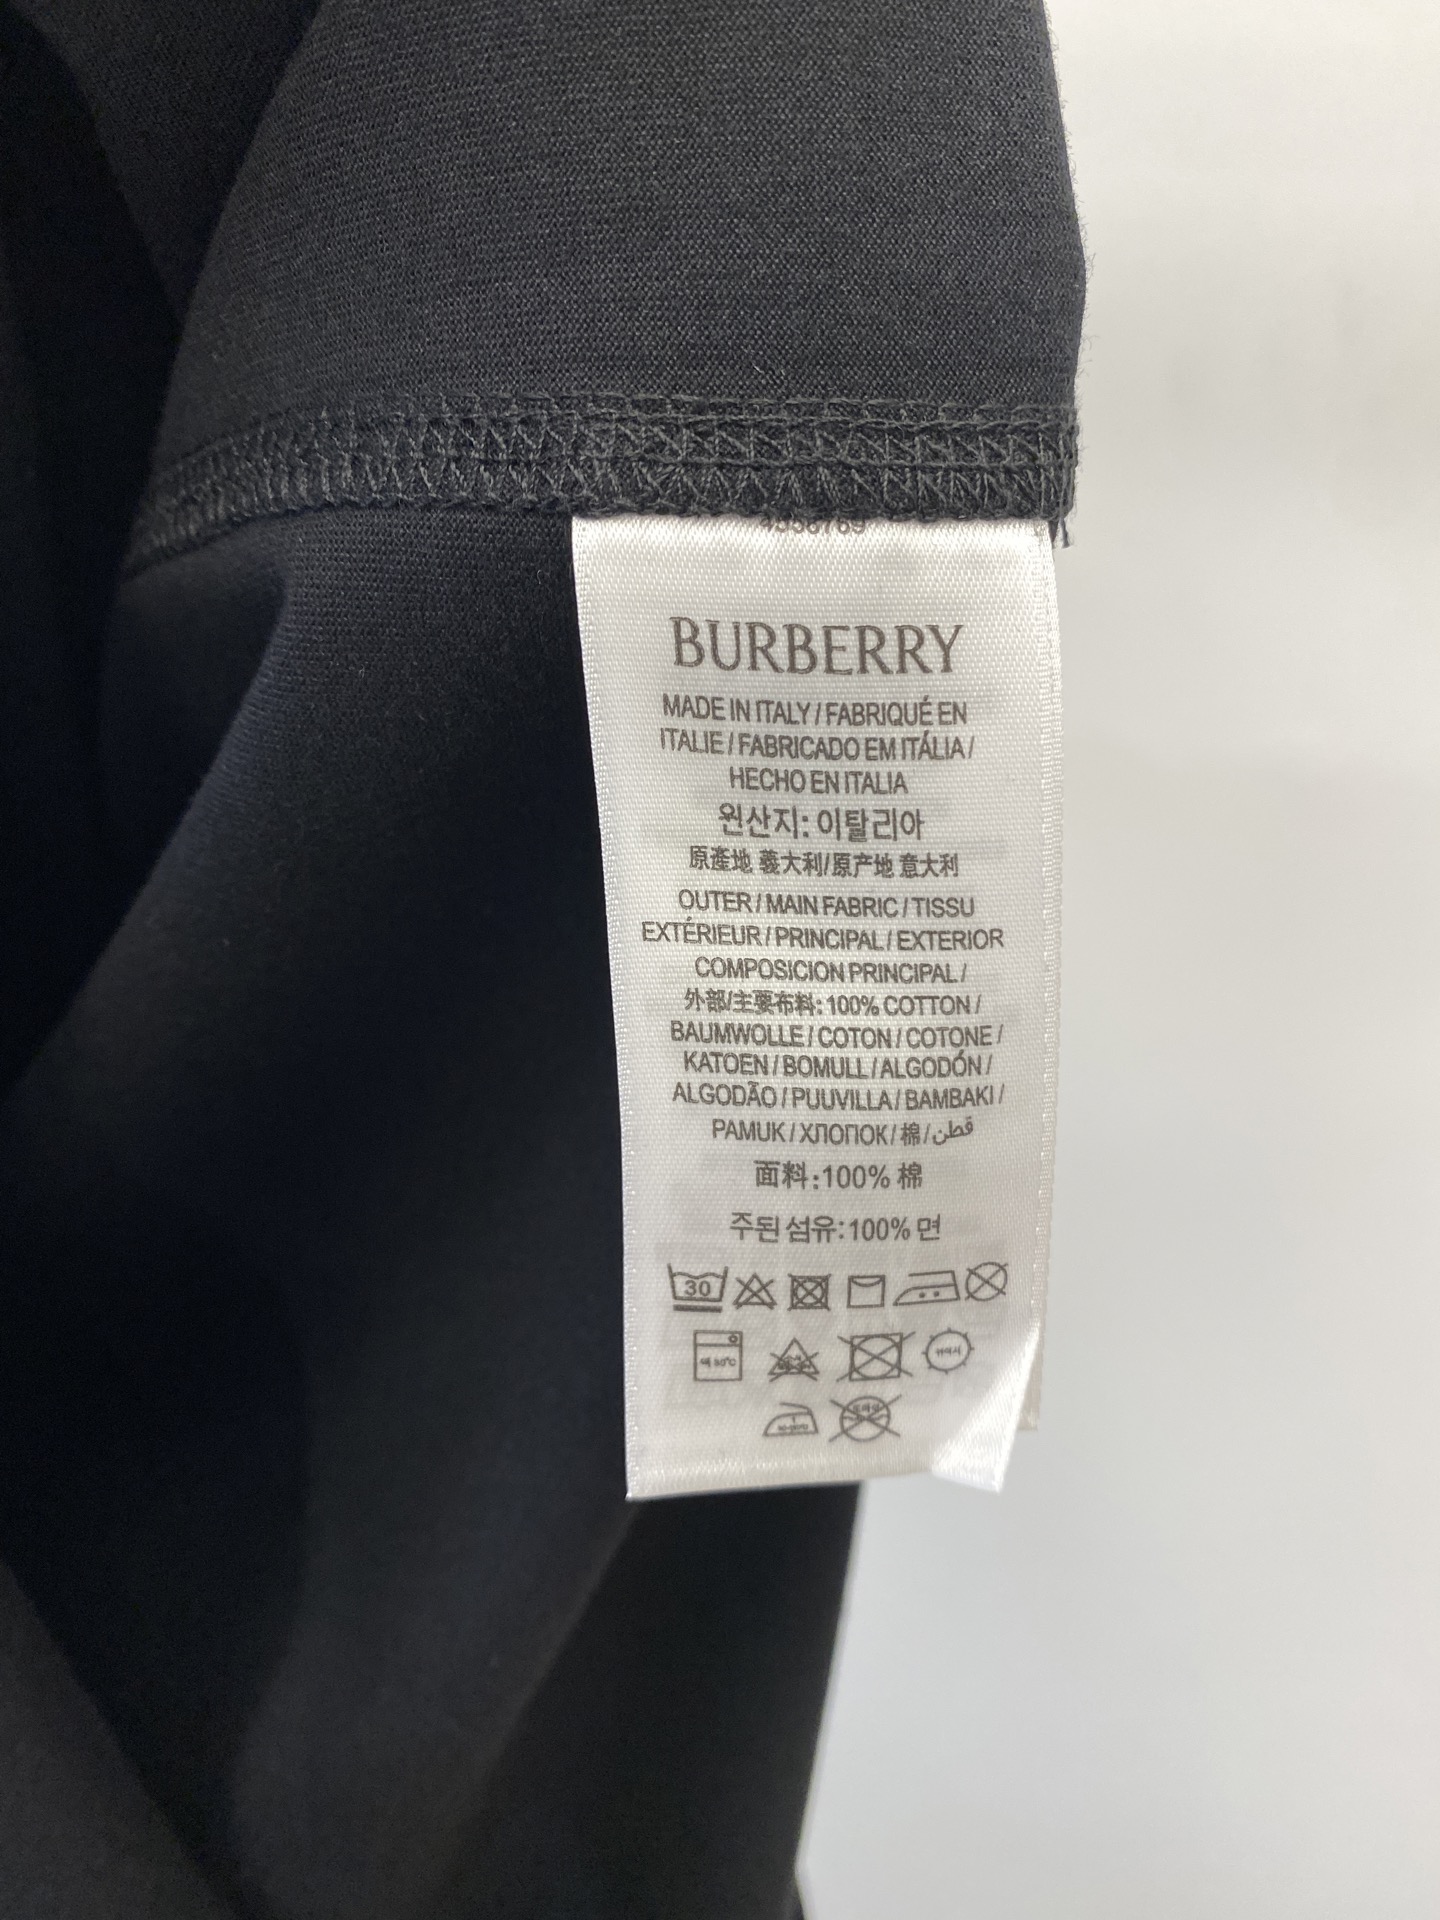 BURBERRY
MADE IN ITALY / FABRIQUÉ EN
ITALIE / FABRICADO EM ITÁLIA /
HECHO EN ITALIA
원산지: 이탈리아
原產地 義大利/原产地 意大利
OUTER / MAIN FABRIC / TISSU
EXTÉRIEUR / PRINCIPAL / EXTERIOR
COMPOSICION PRINCIPAL /
外部/主要布料: 100% COTTON /
BAUMWOLLE / COTON / COTONE /
KATOEN / BOMULL / ALGODÓN /
ALGODÃO / PUUVILLA / BAMBAKI /
PAMUK / ХЛОПОК / 棉 / قطن
面料:100% 棉
주된 섬유:100% 면
30